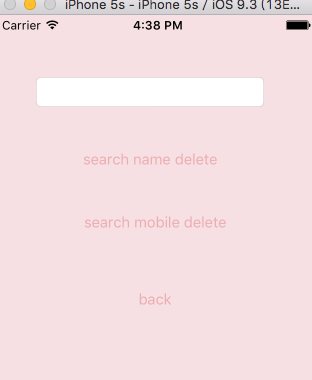 iPhone 5s - iPhone 5s / iOS 9.3 (13E...
Carrier 4:38 PM
search name delete
search mobile delete
back